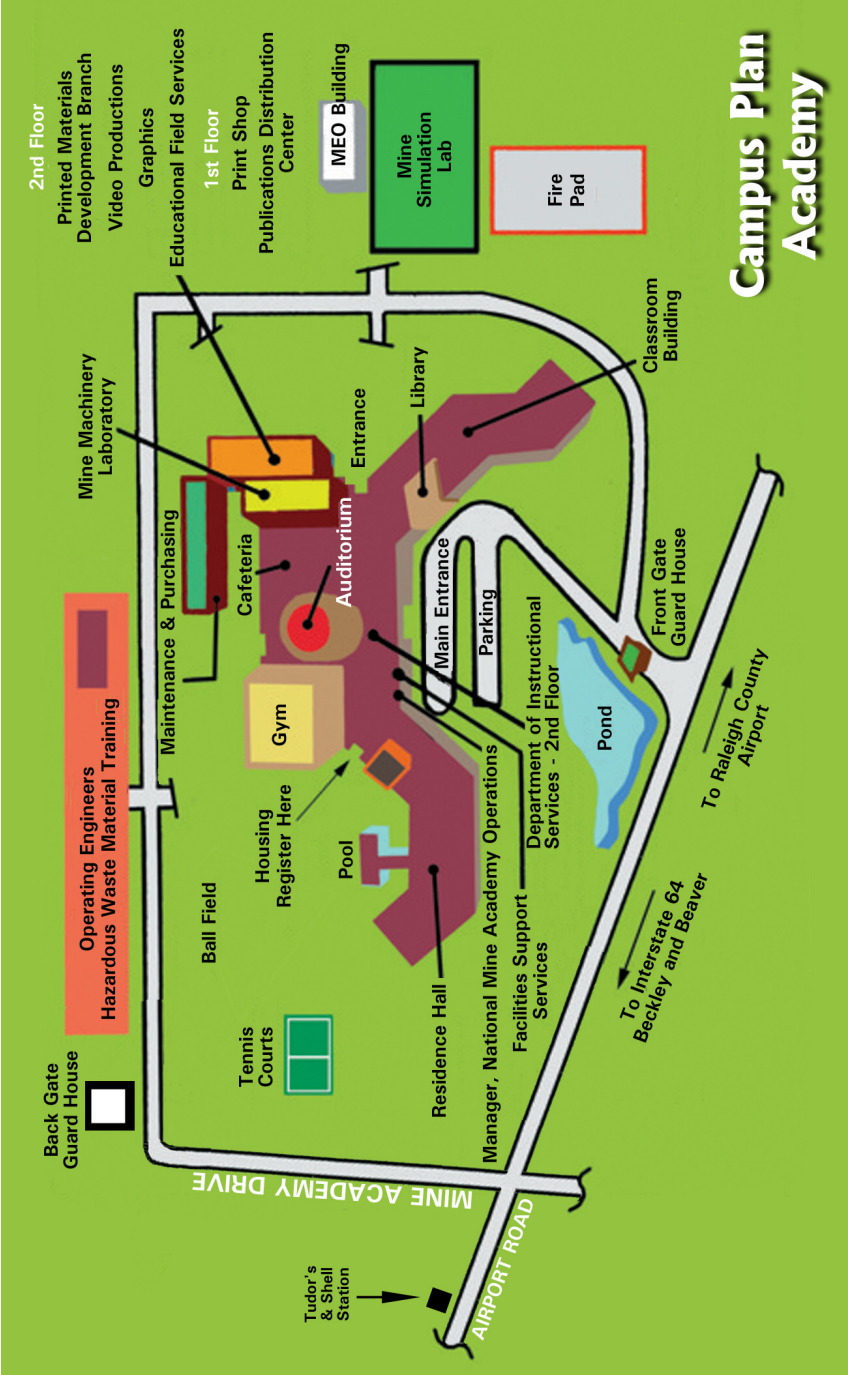 Campus Plan
Academy
2nd Floor
Printed Materials
Development Branch
Video Productions
Graphics
Educational Field Services
1st Floor
Print Shop
Publications Distribution
Center
MEO Building
Mine
Simulation
Lab
Fire
Pad
Mine Machinery
Laboratory
Maintenance & Purchasing
Cafeteria
Auditorium
Entrance
Library
Classroom
Building
Operating Engineers
Hazardous Waste Material Training
Gym
Main Entrance
Parking
Front Gate
Guard House
Housing
Register Here
Pool
Ball Field
Pond
Department of Instructional
Services - 2nd Floor
Manager, National Mine Academy Operations
Facilities Support
Services
Residence Hall
Tennis
Courts
Back Gate
Guard House
MINE ACADEMY DRIVE
To Raleigh County
Airport
To Interstate 64
Beckley and Beaver
AIRPORT ROAD
Tudor's
& Shell
Station